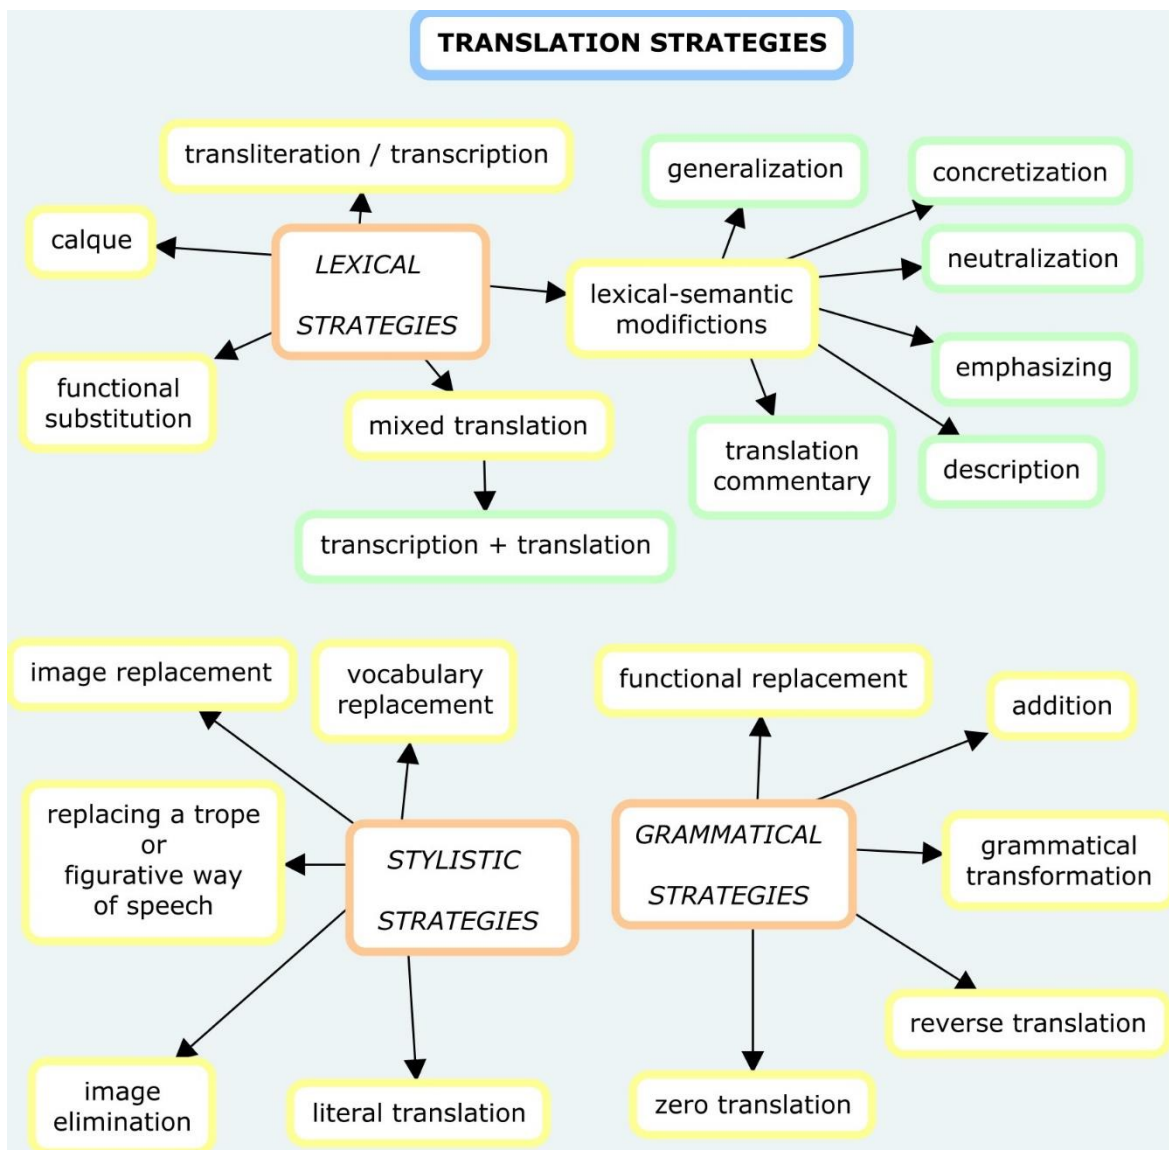 TRANSLATION STRATEGIES
transliteration / transcription
calque
LEXICAL
STRATEGIES
functional
substitution
mixed translation
transcription + translation
generalization
concretization
neutralization
lexical-semantic
modifictions
emphasizing
description
translation
commentary
image replacement
vocabulary
replacement
replacing a trope
or
figurative way
of speech
STYLISTIC
STRATEGIES
image
elimination
literal translation
functional replacement
addition
GRAMMATICAL
STRATEGIES
grammatical
transformation
reverse translation
zero translation